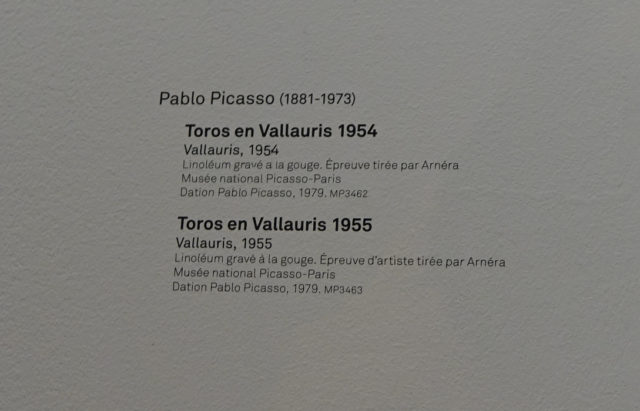 Pablo Picasso (1881-1973)
Toros en Vallauris 1954
Vallauris, 1954
Linoléum gravé a la gouge. Épreuve tirée par Arnéra
Musée national Picasso-Paris
Dation Pablo Picasso, 1979. MP3462
Toros en Vallauris 1955
Vallauris, 1955
Linoléum gravé à la gouge. Épreuve d'artiste tirée par Arnéra
Musée national Picasso-Paris
Dation Pablo Picasso, 1979. MP3463